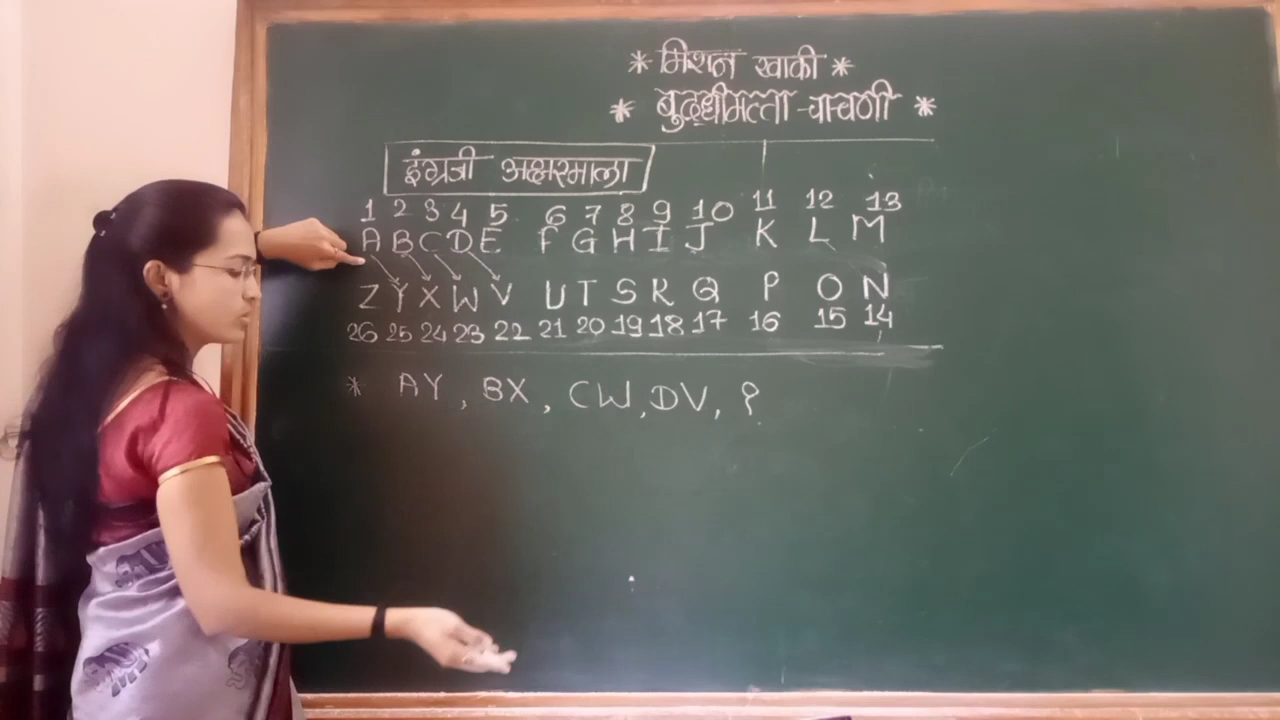 * मिशन खाकी *
* बुद्धीमत्ता-चाचणी *
इंग्रजी अक्षरमाला
1 2 3 4 5 6 7 8 9 10 11 12 13
A B C D E F G H I J K L M
Z Y X W V U T S R Q P O N
26 25 24 23 22 21 20 19 18 17 16 15 14
* AY, BX, CW, DV, ?